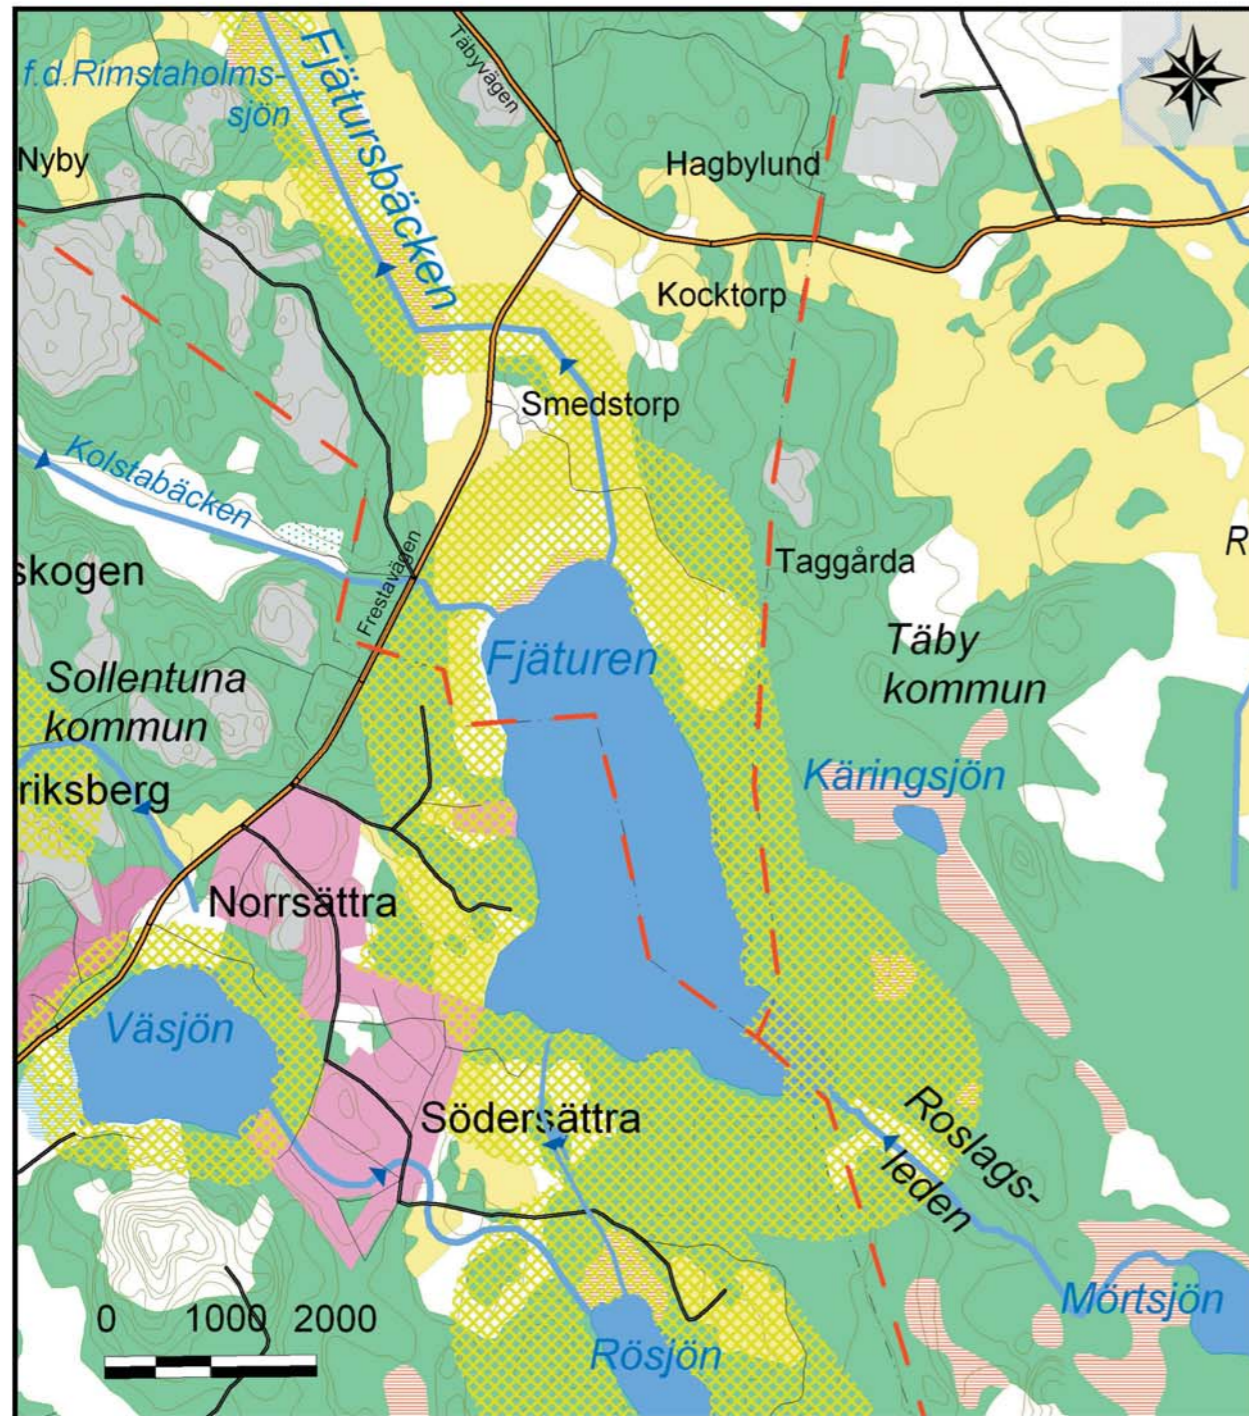 Täbyvägen
f.d.Rimstaholms-
sjön
Fjätursbäcken
Nyby
Hagbylund
Kocktorp
Smedstorp
Kolstabäcken
R
skogen
Frestavägen
Taggårda
Fjäturen
Täby
kommun
Sollentuna
kommun
Käringsjön
riksberg
Norrsättra
Väsjön
Södersättra
Roslags-
leden
Mörtsjön
0 1000 2000
Rösjön